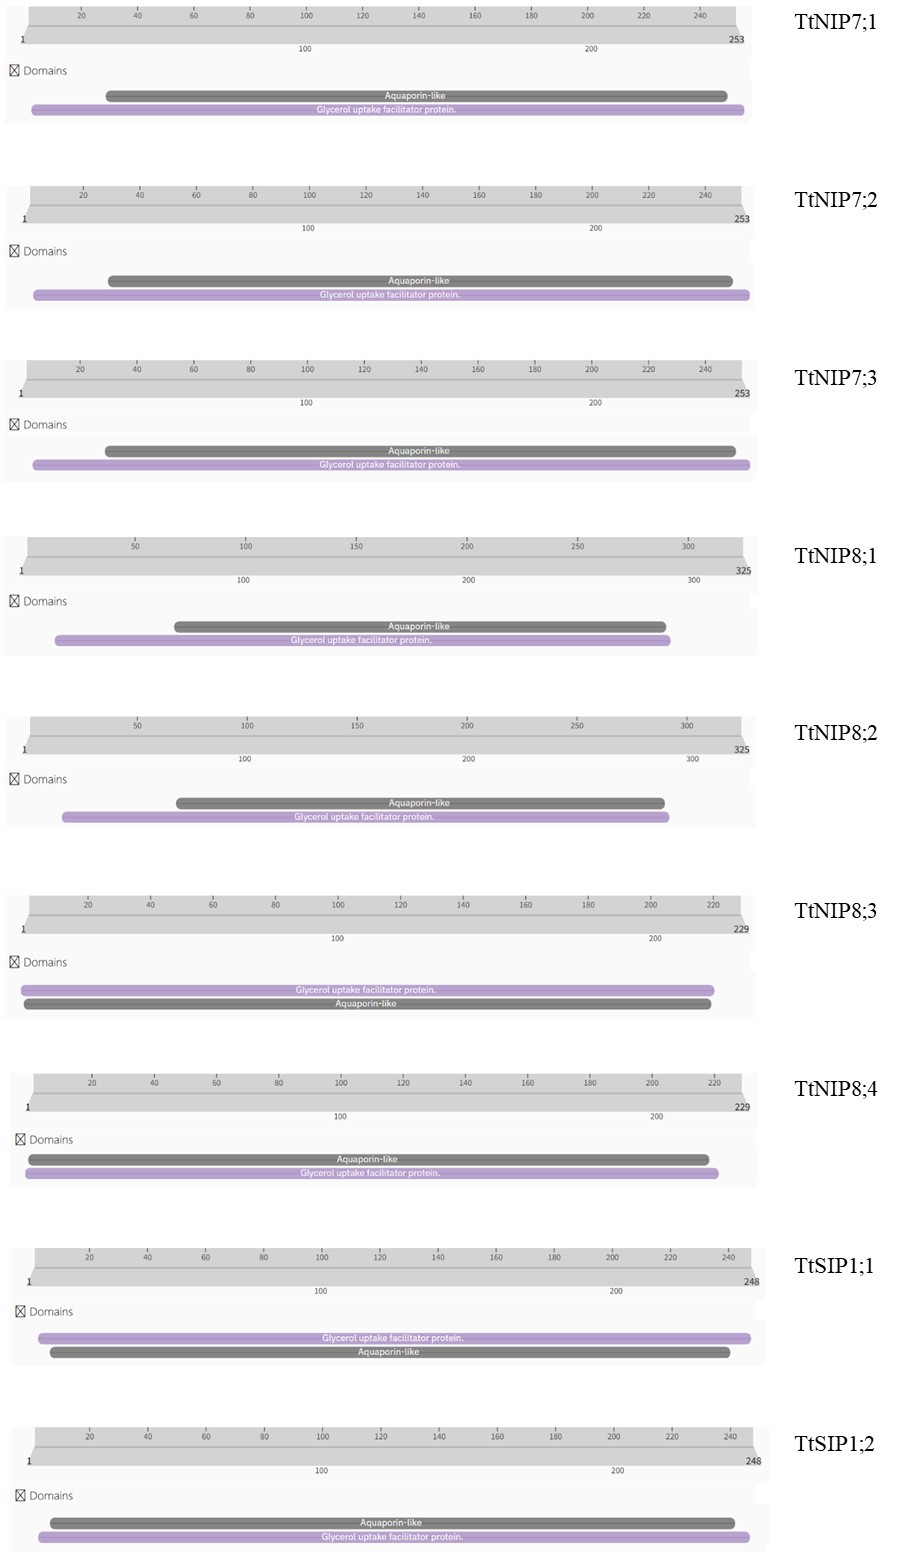 20 40 60 80 100 120 140 160 180 200 220 240 TtNIP7;1
1 253
100 200
Domains
Aquaporin-like
Glycerol uptake facilitator protein.
20 40 60 80 100 120 140 160 180 200 220 240 TtNIP7;2
1 253
100 200
Domains
Aquaporin-like
Glycerol uptake facilitator protein.
20 40 60 80 100 120 140 160 180 200 220 240 TtNIP7;3
1 253
100 200
Domains
Aquaporin-like
Glycerol uptake facilitator protein.
50 100 150 200 250 300 TtNIP8;1
1 325
100 200 300
Domains
Aquaporin-like
Glycerol uptake facilitator protein.
50 100 150 200 250 300 TtNIP8;2
1 325
100 200 300
Domains
Aquaporin-like
Glycerol uptake facilitator protein.
20 40 60 80 100 120 140 160 180 200 220 TtNIP8;3
1 229
100 200
Domains
Glycerol uptake facilitator protein.
Aquaporin-like
20 40 60 80 100 120 140 160 180 200 220 TtNIP8;4
1 229
100 200
Domains
Aquaporin-like
Glycerol uptake facilitator protein.
20 40 60 80 100 120 140 160 180 200 220 240 TtSIP1;1
1 248
100 200
Domains
Glycerol uptake facilitator protein.
Aquaporin-like
20 40 60 80 100 120 140 160 180 200 220 240 TtSIP1;2
1 248
100 200
Domains
Aquaporin-like
Glycerol uptake facilitator protein.